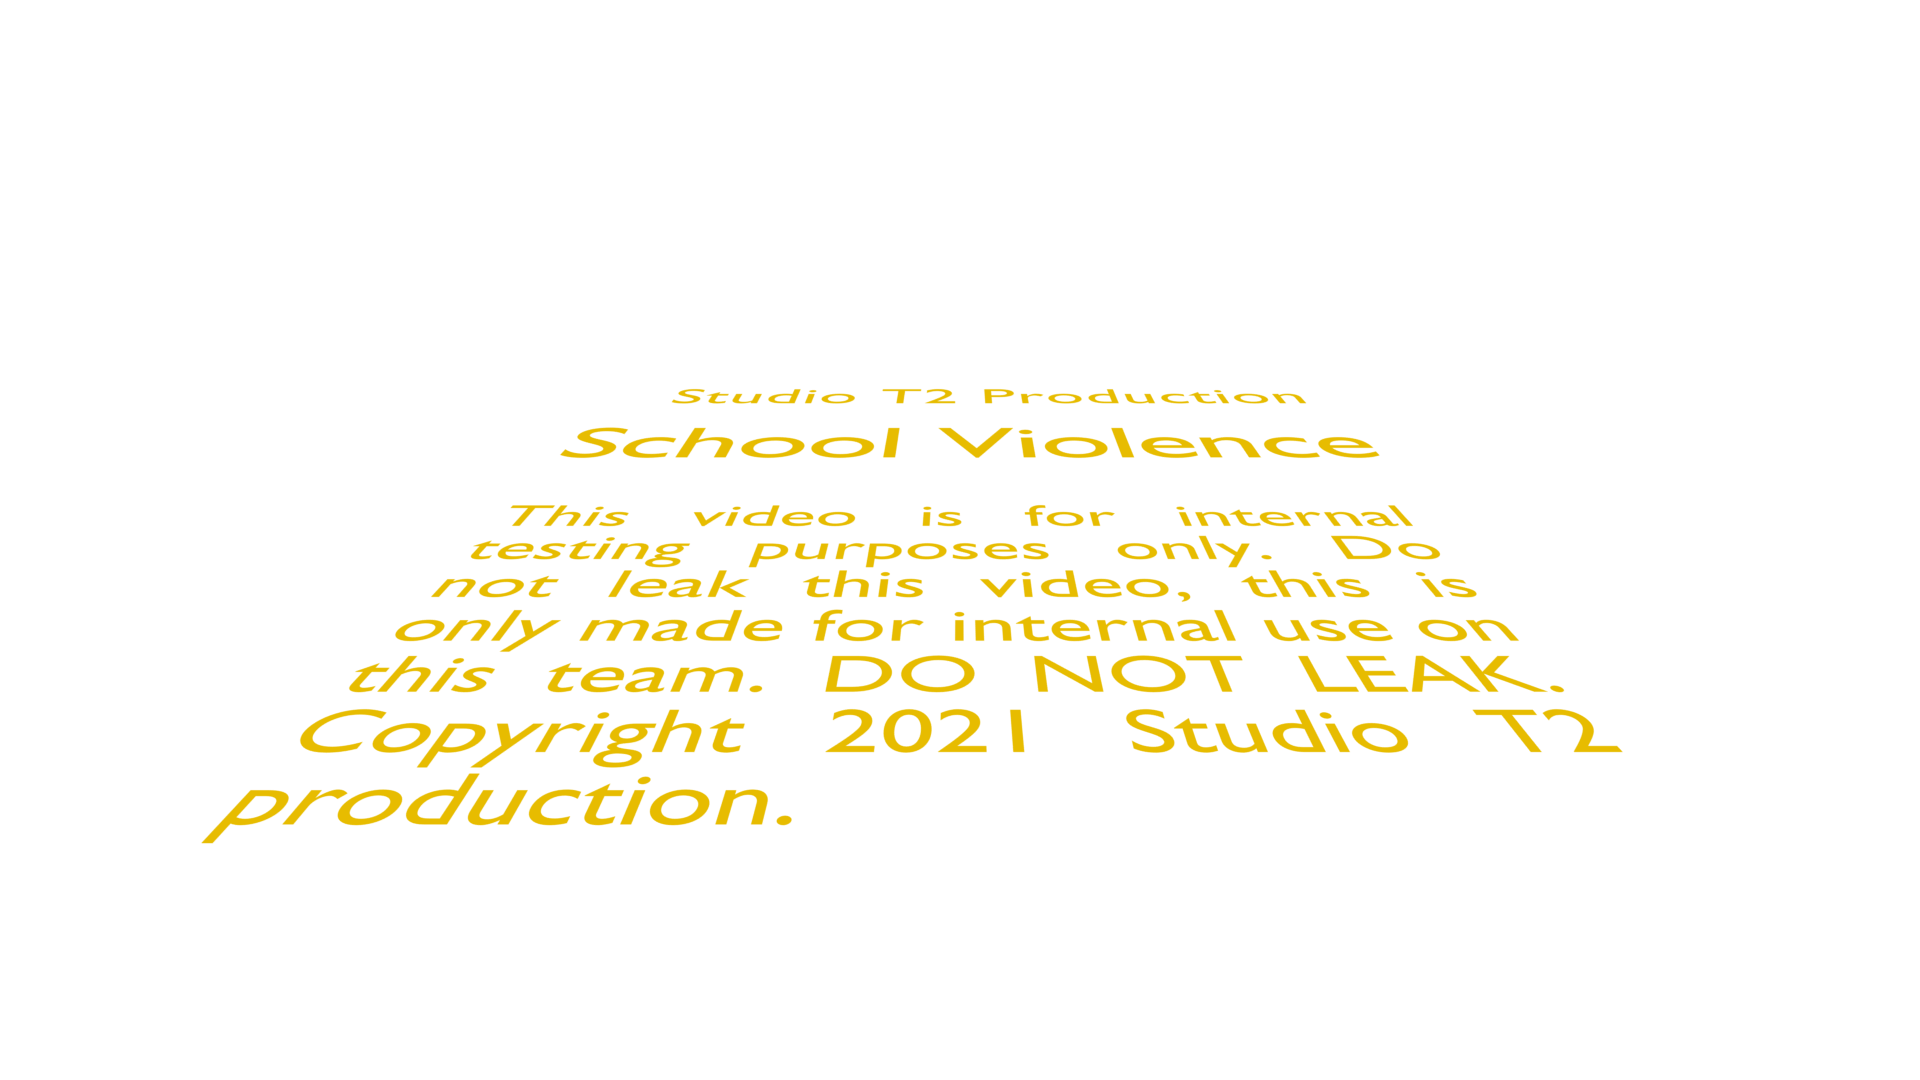 Studio T2 Production
School Violence
This video is for internal
testing purposes only. Do
not leak this video, this is
only made for internal use on
this team. DO NOT LEAK.
Copyright 2021 Studio T2
production.